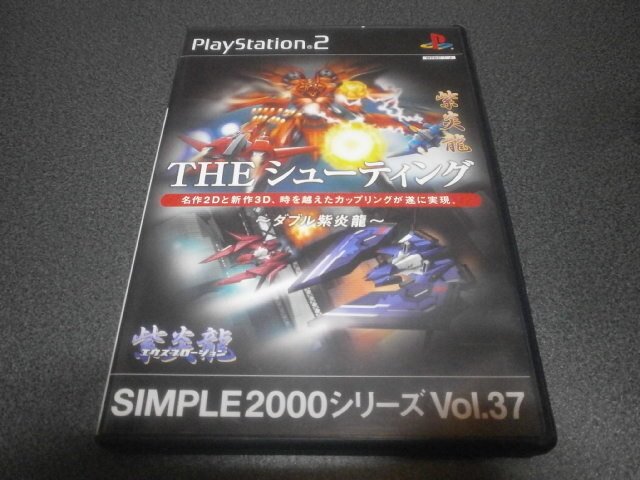 PlayStation®2
紫炎龍
THE シューティング
名作2Dと新作3D、時を越えたカップリングが遂に実現。
～ダブル紫炎龍～
紫炎龍
エクスプロージョン
SIMPLE2000シリーズ Vol.37